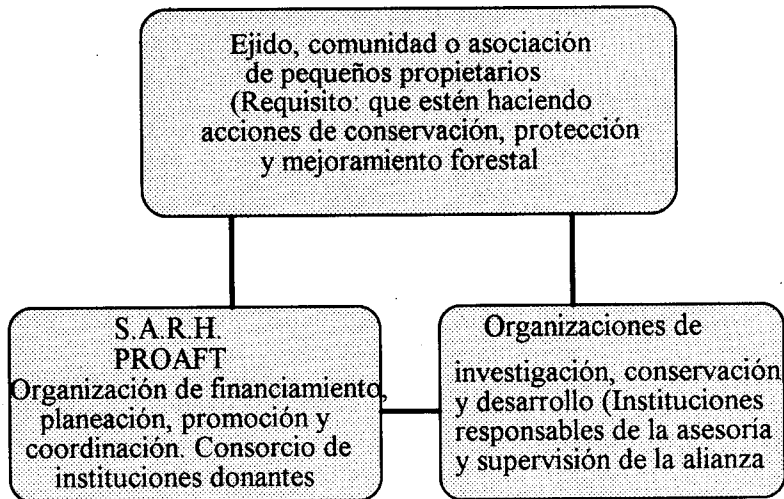 Ejido, comunidad o asociación
de pequeños propietarios
(Requisito: que estén haciendo
acciones de conservación, protección
y mejoramiento forestal
S.A.R.H.
PROAFT
Organización de financiamiento,
planeación, promoción y
coordinación. Consorcio de
instituciones donantes
Organizaciones de
investigación, conservación
y desarrollo (Instituciones
responsables de la asesoria
y supervisión de la alianza